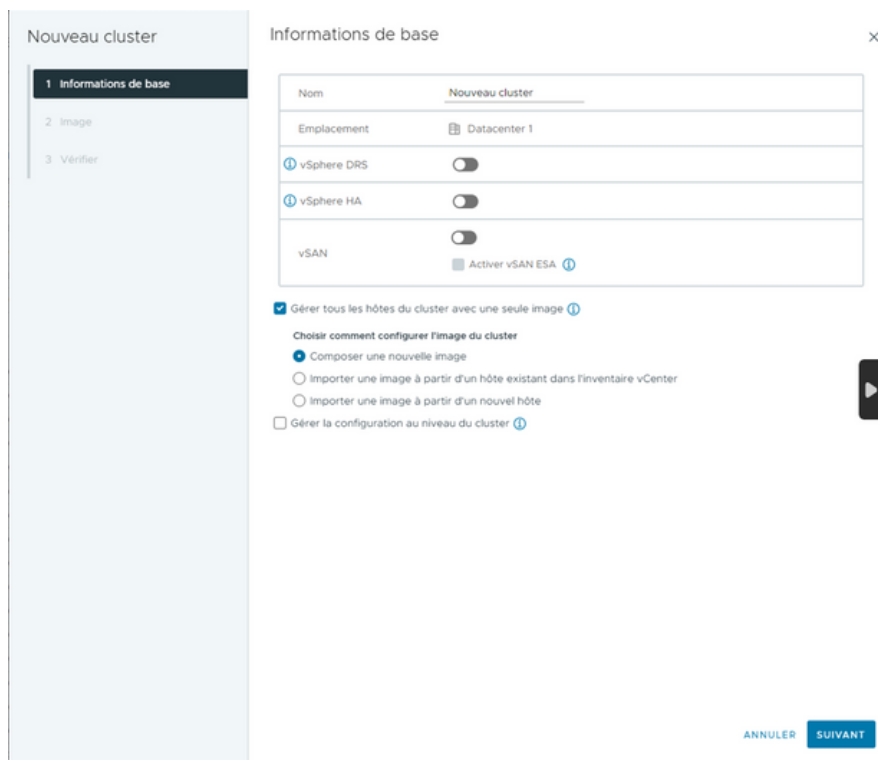 Nouveau cluster
1 Informations de base
2 Image
3 Vérifier
Informations de base
Nom Nouveau cluster
Emplacement Datacenter 1
vSphere DRS
vSphere HA
vSAN
Activer vSAN ESA
Gérer tous les hôtes du cluster avec une seule image
Choisir comment configurer l'image du cluster
Composer une nouvelle image
Importer une image à partir d'un hôte existant dans l'inventaire vCenter
Importer une image à partir d'un nouvel hôte
Gérer la configuration au niveau du cluster
ANNULER SUIVANT